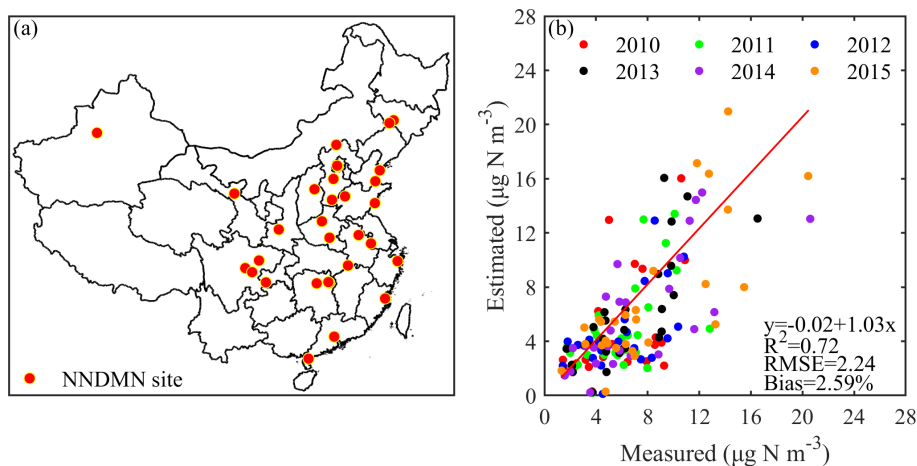 (a)
NNDMN site
(b)
2010 2011 2012
2013 2014 2015
28
24
20
16
12
8
4
0
Estimated (μg N m⁻³)
y=-0.02+1.03x
R²=0.72
RMSE=2.24
Bias=2.59%
0 4 8 12 16 20 24 28
Measured (μg N m⁻³)